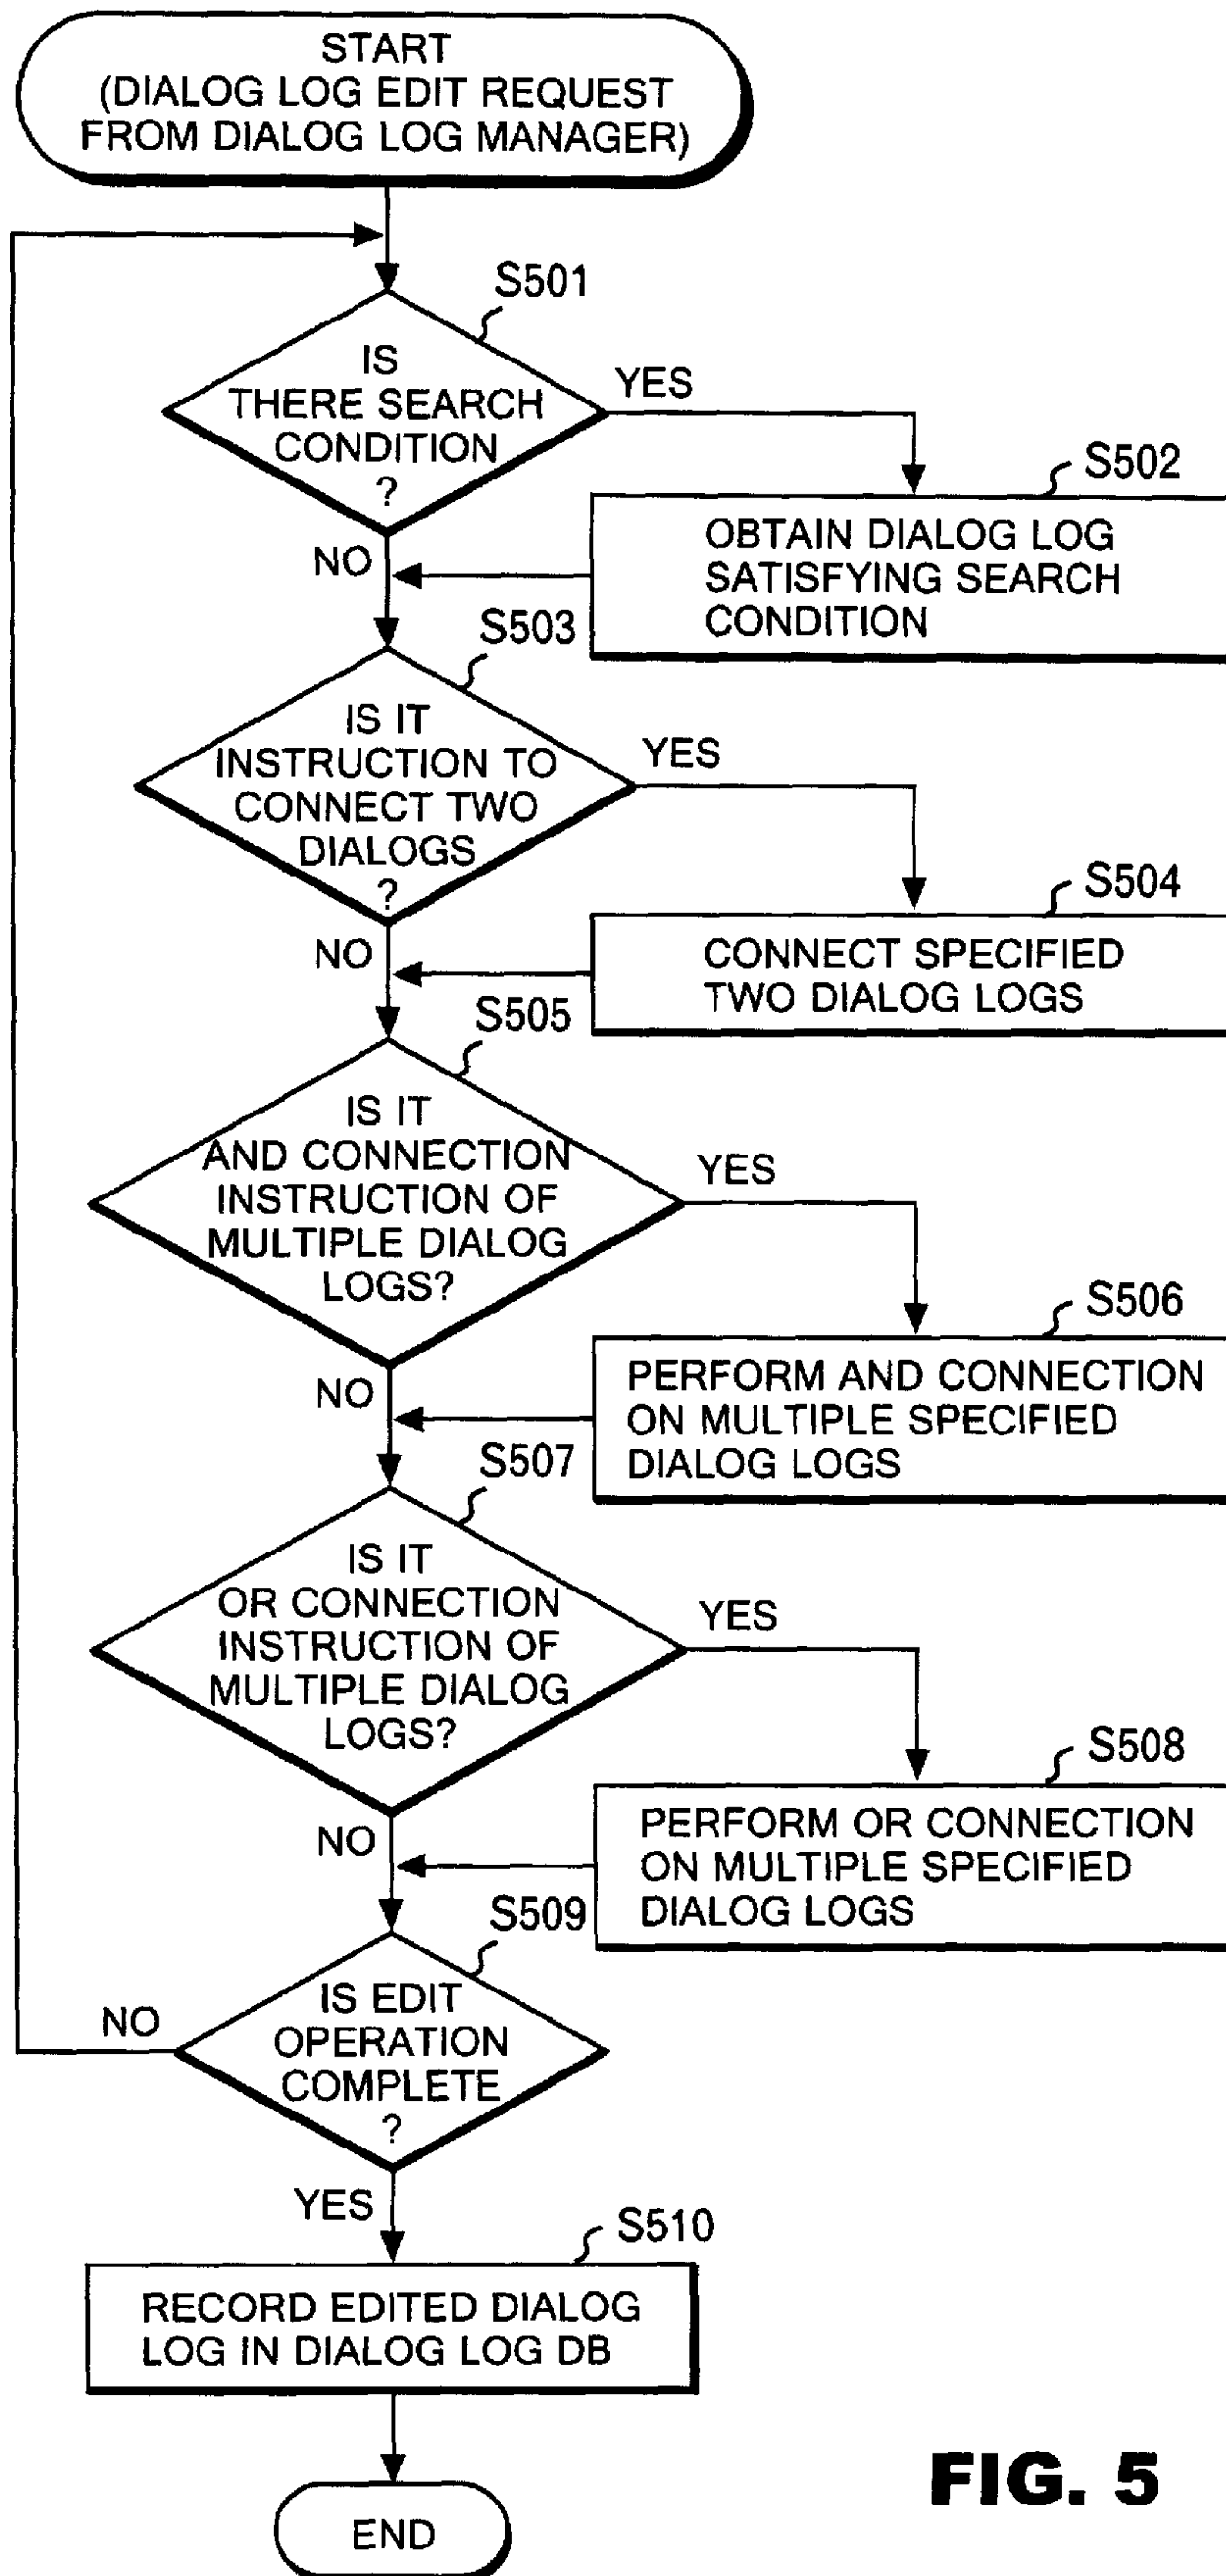 START
(DIALOG LOG EDIT REQUEST
FROM DIALOG LOG MANAGER)
S501
IS
THERE SEARCH
CONDITION
?
YES
NO
S502
OBTAIN DIALOG LOG
SATISFYING SEARCH
CONDITION
S503
IS IT
INSTRUCTION TO
CONNECT TWO
DIALOGS
?
YES
NO
S504
CONNECT SPECIFIED
TWO DIALOG LOGS
S505
IS IT
AND CONNECTION
INSTRUCTION OF
MULTIPLE DIALOG
LOGS?
YES
NO
S506
PERFORM AND CONNECTION
ON MULTIPLE SPECIFIED
DIALOG LOGS
S507
IS IT
OR CONNECTION
INSTRUCTION OF
MULTIPLE DIALOG
LOGS?
YES
NO
S508
PERFORM OR CONNECTION
ON MULTIPLE SPECIFIED
DIALOG LOGS
S509
IS EDIT
OPERATION
COMPLETE
?
NO
YES
S510
RECORD EDITED DIALOG
LOG IN DIALOG LOG DB
END
FIG. 5